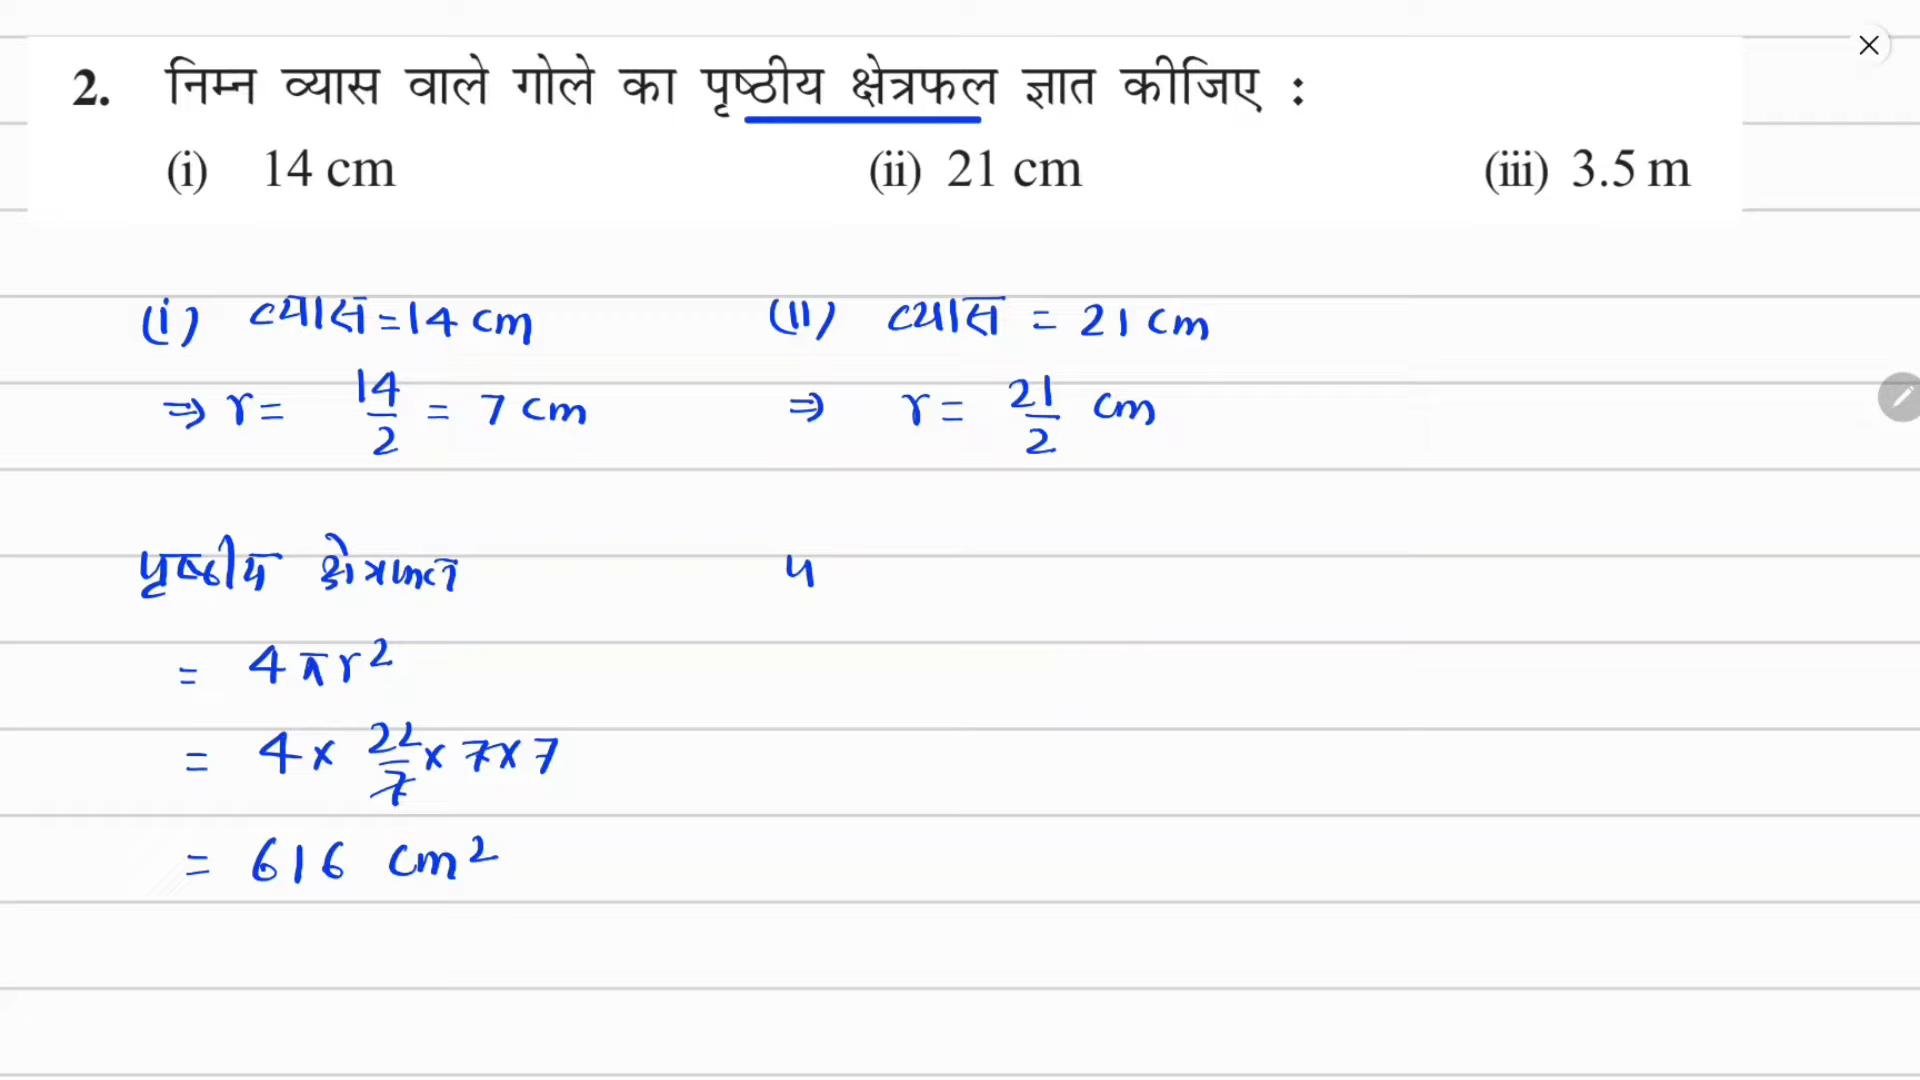 2. निम्न व्यास वाले गोले का पृष्ठीय क्षेत्रफल ज्ञात कीजिए :
(i) 14 cm (ii) 21 cm (iii) 3.5 m
(i) व्यास = 14 cm
⇒ r = 14/2 = 7 cm
पृष्ठीय क्षेत्रफल
= 4πr²
= 4 × 22/7 × 7 × 7
= 616 cm²
(ii) व्यास = 21 cm
⇒ r = 21/2 cm